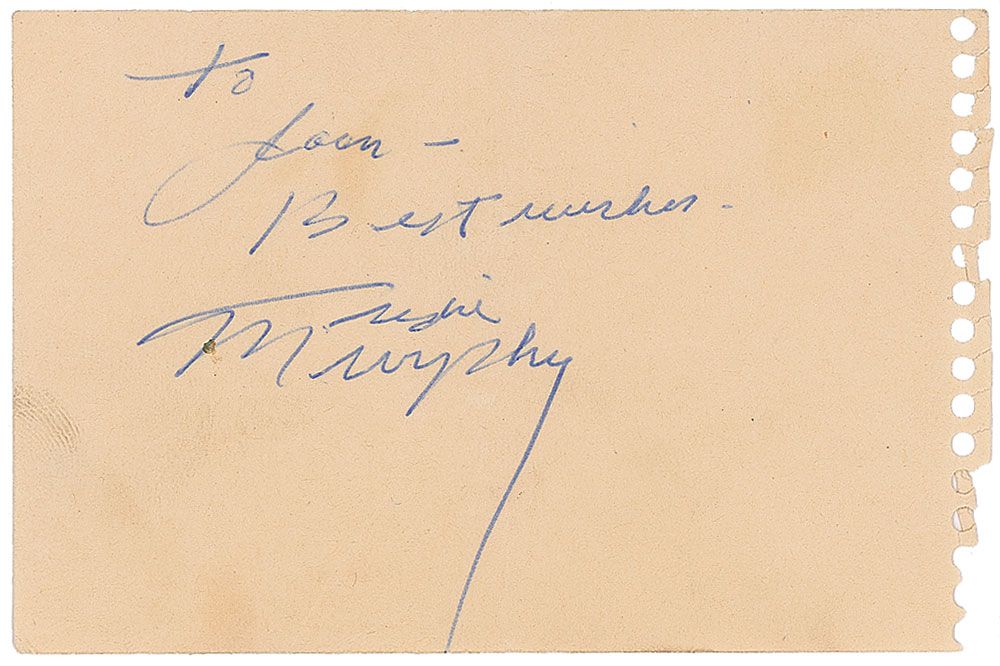 To
Joan -
Best wishes -
Audie
Murphy